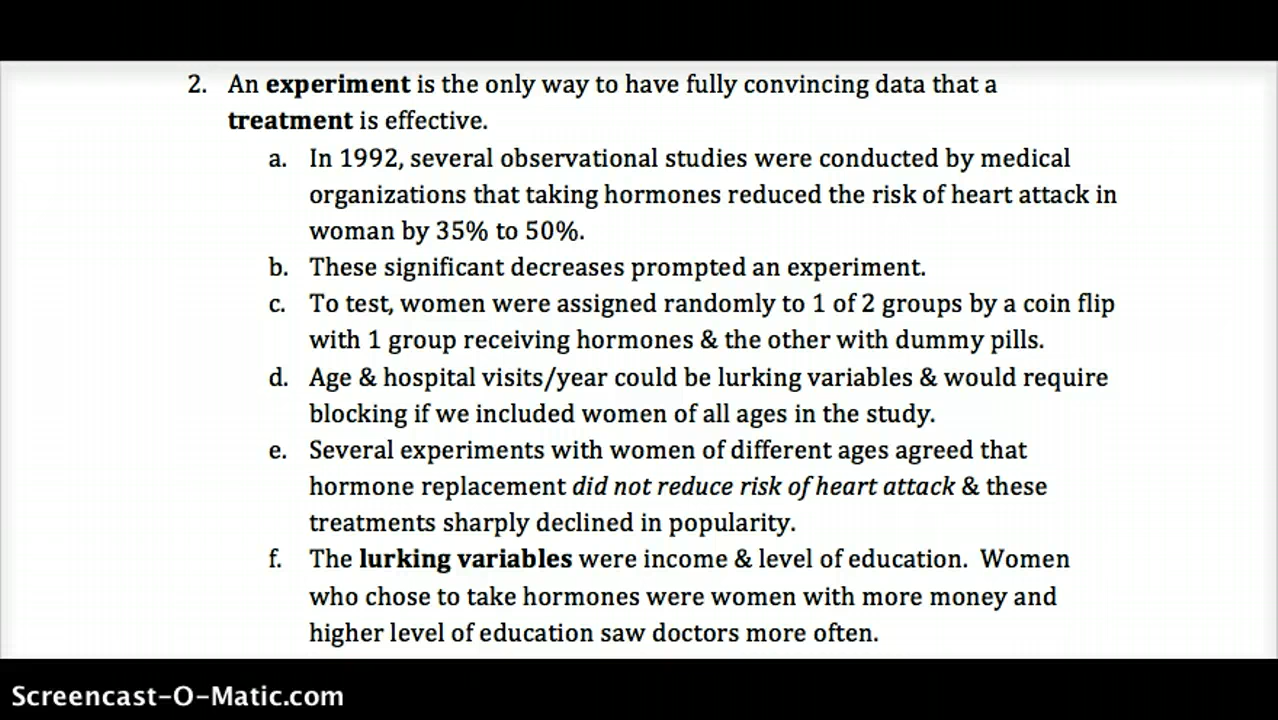 2. An experiment is the only way to have fully convincing data that a
treatment is effective.
a. In 1992, several observational studies were conducted by medical
organizations that taking hormones reduced the risk of heart attack in
woman by 35% to 50%.
b. These significant decreases prompted an experiment.
c. To test, women were assigned randomly to 1 of 2 groups by a coin flip
with 1 group receiving hormones & the other with dummy pills.
d. Age & hospital visits/year could be lurking variables & would require
blocking if we included women of all ages in the study.
e. Several experiments with women of different ages agreed that
hormone replacement did not reduce risk of heart attack & these
treatments sharply declined in popularity.
f. The lurking variables were income & level of education. Women
who chose to take hormones were women with more money and
higher level of education saw doctors more often.
Screencast-O-Matic.com